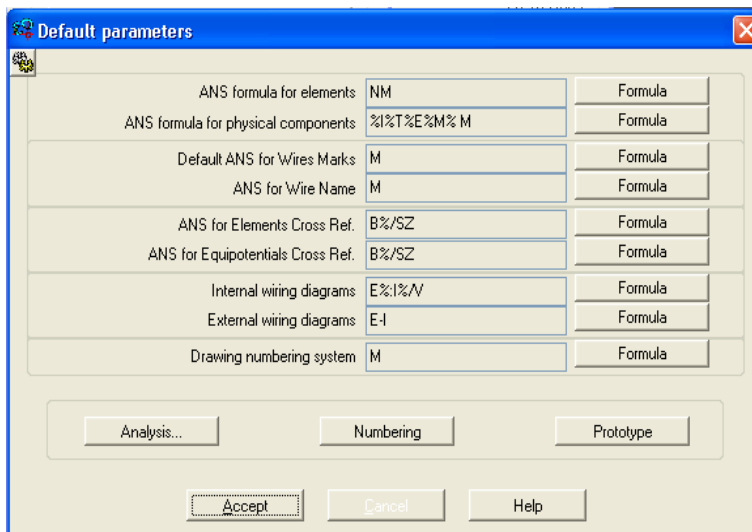 Default parameters
ANS formula for elements NM Formula
ANS formula for physical components %I%T%E%M% M Formula
Default ANS for Wires Marks M Formula
ANS for Wire Name M Formula
ANS for Elements Cross Ref. B%/SZ Formula
ANS for Equipotentials Cross Ref. B%/SZ Formula
Internal wiring diagrams E%:I%/V Formula
External wiring diagrams E-I Formula
Drawing numbering system M Formula
Analysis... Numbering Prototype
Accept Cancel Help